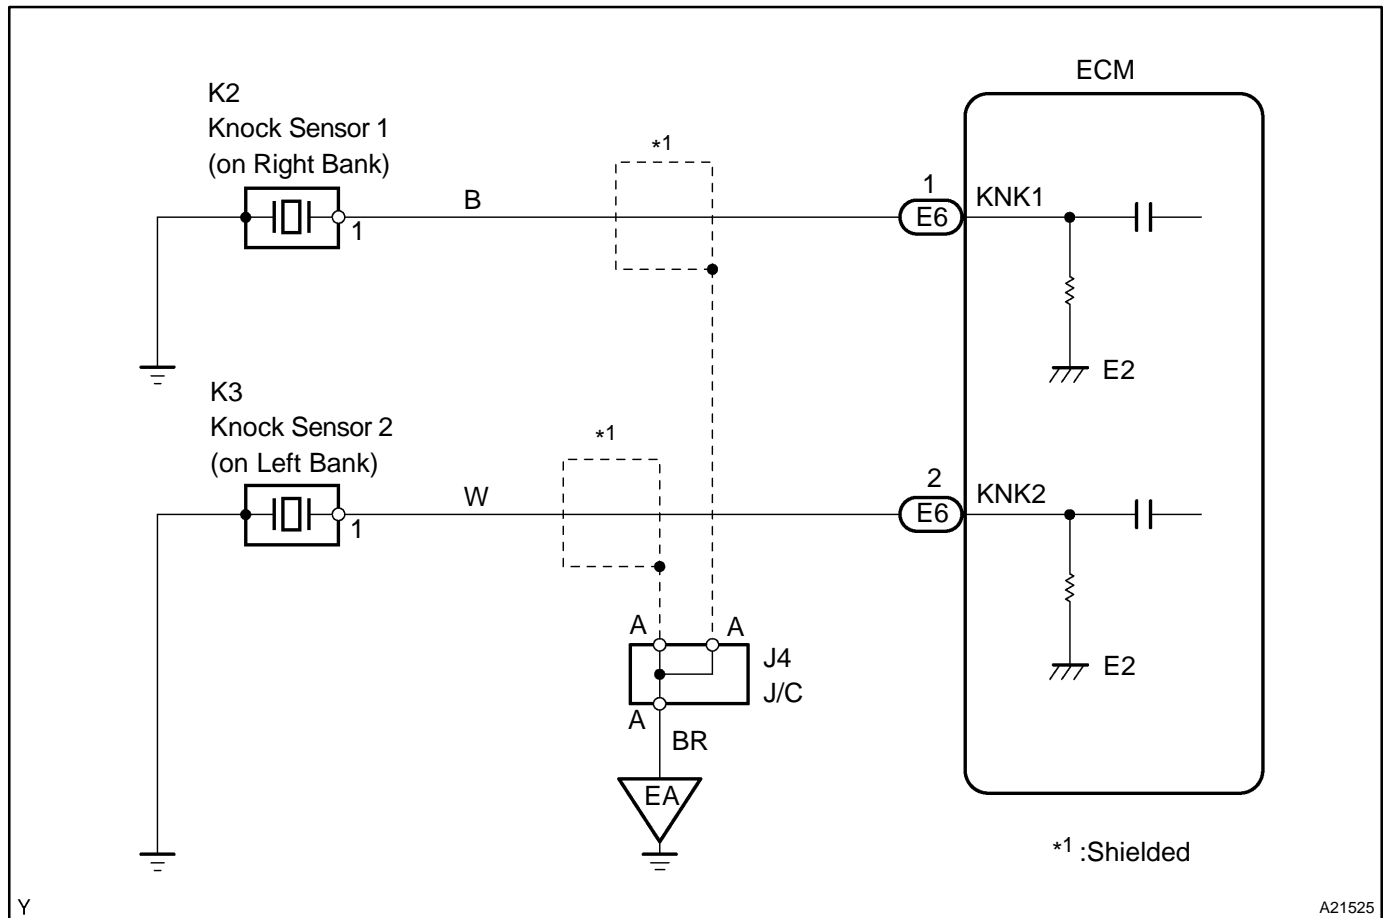 ECM
K2
Knock Sensor 1
(on Right Bank)
*1
B
1
1
E6
KNK1
E2
K3
Knock Sensor 2
(on Left Bank)
*1
W
1
2
E6
KNK2
E2
A
A
J4
J/C
A
BR
EA
*1 :Shielded
Y
A21525